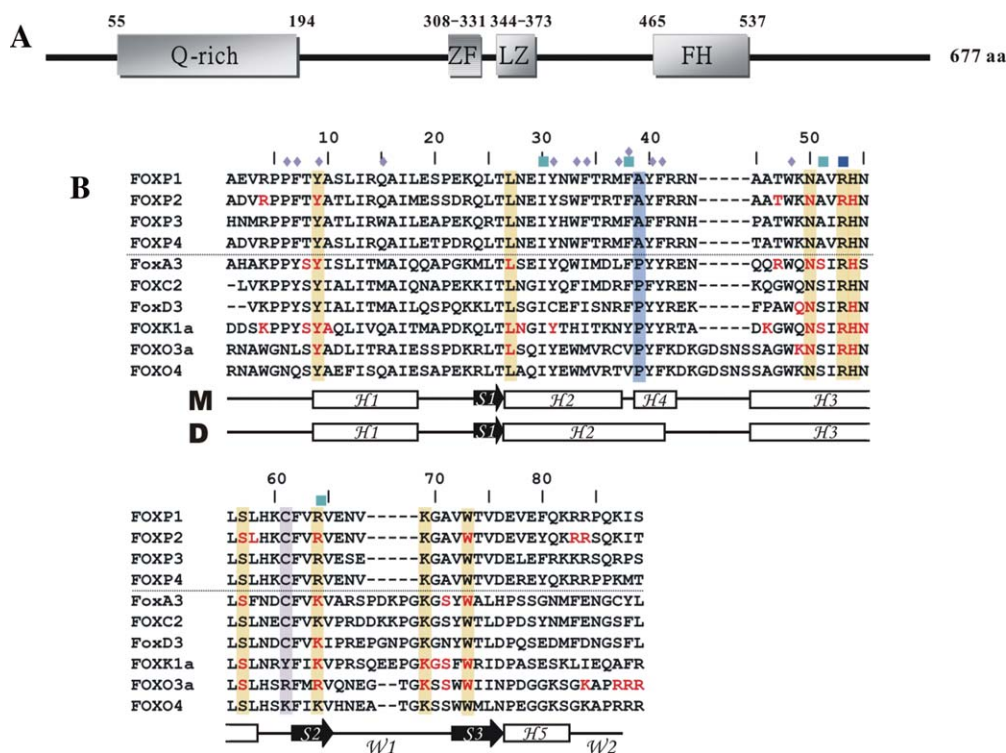 55 194 308-331 344-373 465 537
A
Q-rich ZF LZ FH 677 aa
10 20 30 40 50
B
FOXP1 AEVRPPFTYASLIRQAILESPEKQLTLNEIYNWFTRMFAYFRRN-----AATWKNAVRHN
FOXP2 ADVRPPFTYATLIRQAIMESSDRQLTLNEIYSWFTRTFAYFRRN-----AATWKNAVRHN
FOXP3 HNMRPPFTYATLIRWAILEAPEKQRTLNEIYHWFTRMFAFFRNH-----PATWKNAIRHN
FOXP4 ADVRPPFTYASLIRQAILETPDRQLTLNEIYNWFTRMFAYFRRN-----TATWKNAVRHN
FoxA3 AHAKPPYSYISLITMAIQQAPGKMLTLSEIYQWIMDLFPYYREN-----QQRWQNSIRHS
FOXC2 -LVKPPYSYIALITMAIQNAPEKKITLNGIYQFIMDRFPFYREN-----KQGWQNSIRHN
FoxD3 --VKPPYSYIALITMAILQSPQKKLTLSGICEFISNRFPYYREK-----FPAWQNSIRHN
FOXK1a DDSKPPYSYAQLIVQAITMAPDKQLTLNGIYTHITKNYPYYRTA-----DKGWQNSIRHN
FOXO3a RNAWGNLSYADLITRAIESSPDKRLTLSQIYEWMVRCVPYFKDKGDSNSSAGWKNSIRHN
FOXO4 RNAWGNQSYAEFISQAIESAPEKRLTLAQIYEWMVRTVPYFKDKGDSNSSAGWKNSIRHN
M H1 S1 H2 H4 H3
D H1 S1 H2 H3
60 70 80
FOXP1 LSLHKCFVRVENV-----KGAVWTVDEVEFQKRRPQKIS
FOXP2 LSLHKCFVRVENV-----KGAVWTVDEVEYQKRRSQKIT
FOXP3 LSLHKCFVRVESE-----KGAVWTVDELEFRKKRSQRPS
FOXP4 LSLHKCFVRVENV-----KGAVWTVDEREYQKRRPPKMT
FoxA3 LSFNDCFVKVARSPDKPGKGSYWALHPSSGNMFENGCYL
FOXC2 LSLNECFVKVPRDDKKPGKGSYWTLDPDSYNMFENGSFL
FoxD3 LSLNDCFVKIPREPGNPGKGNYWTLDPQSEDMFDNGSFL
FOXK1a LSLNRYFIKVPRSQEEPGKGSFWRIDPASESKLIEQAFR
FOXO3a LSLHSRFMRVQNEG--TGKSSWWIINPDGGKSGKAPRRR
FOXO4 LSLHSKFIKVHNEA--TGKSSWWMLNPEGGKSGKAPRRR
S2 W1 S3 H5 W2